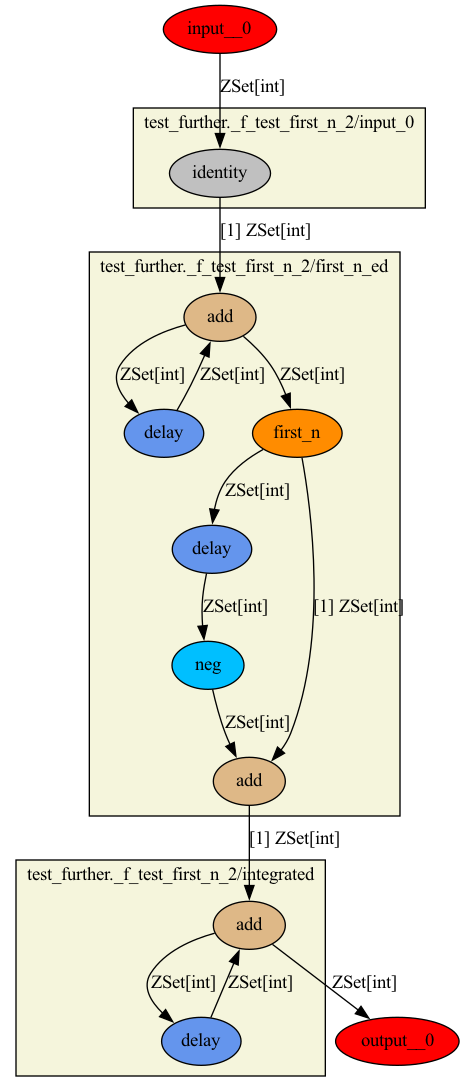 input__0
ZSet[int]
test_further._f_test_first_n_2/input_0
identity
[1] ZSet[int]
test_further._f_test_first_n_2/first_n_ed
add
ZSet[int] ZSet[int] ZSet[int]
delay first_n
ZSet[int]
delay
ZSet[int] [1] ZSet[int]
neg
ZSet[int]
add
[1] ZSet[int]
test_further._f_test_first_n_2/integrated
add
ZSet[int] ZSet[int] ZSet[int]
delay output__0